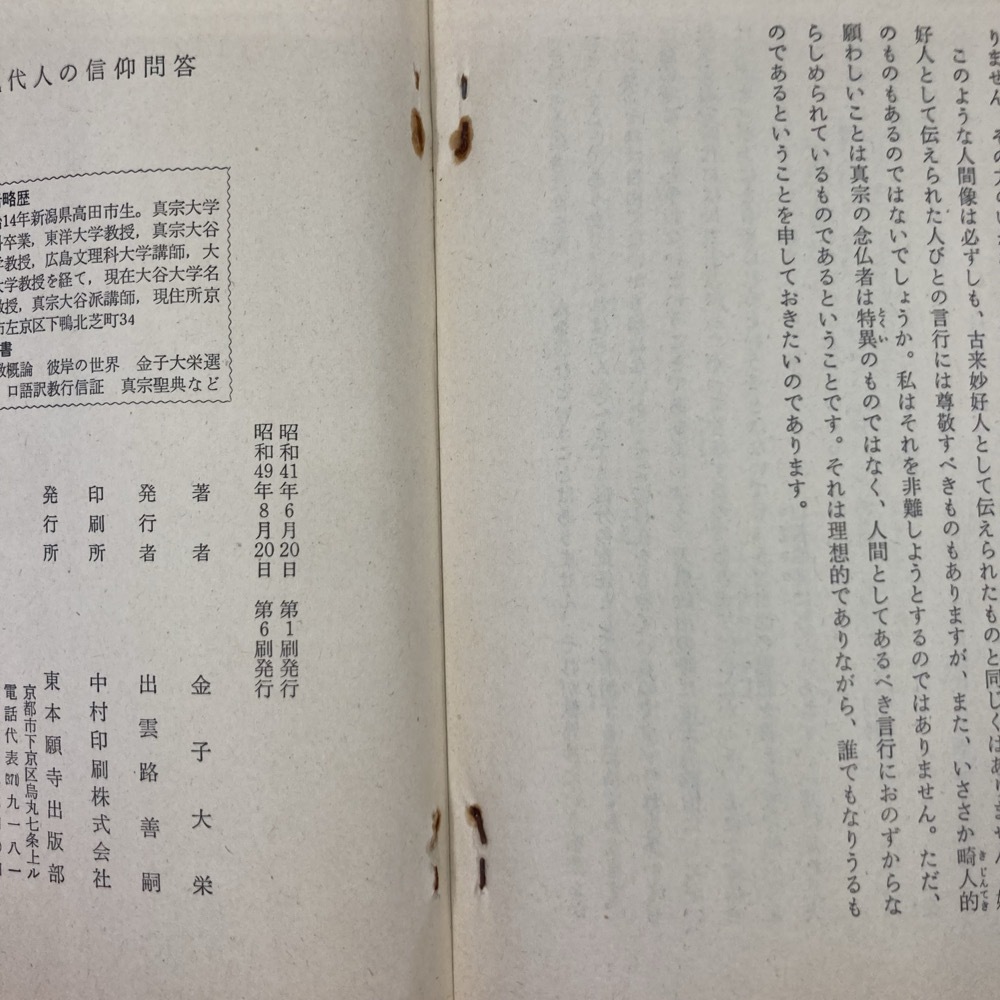 りません
このような人間像は必ずしも、古来妙好人として伝えられたものと同じくはありません。
好人として伝えられた人びとの言行には尊敬すべきものもありますが、また、いささか畸人的
きじんてき
のものもあるのではないでしょうか。私はそれを非難しようとするのではありません。ただ、
願わしいことは真宗の念仏者は特異のものではなく、人間としてあるべき言行におのずからな
とくい
らしめられているものであるということです。それは理想的でありながら、誰でもなりうるも
のであるということを申しておきたいのであります。
代人の信仰問答
略歴
14年新潟県高田市生。真宗大学
卒業，東洋大学教授，真宗大谷
教授，広島文理科大学講師，大
大学教授を経て，現在大谷大学名
教授，真宗大谷派講師，現住所京
市左京区下鴨北芝町34
書
概論 彼岸の世界 金子大栄選
口語訳教行信証 真宗聖典など
昭和41年6月20日 第1刷発行
昭和49年8月20日 第6刷発行
著者 金子大栄
発行者 出雲路善嗣
印刷所 中村印刷株式会社
発行所 東本願寺出版部
京都市下京区烏丸七条上ル
電話代表(371)九一八一